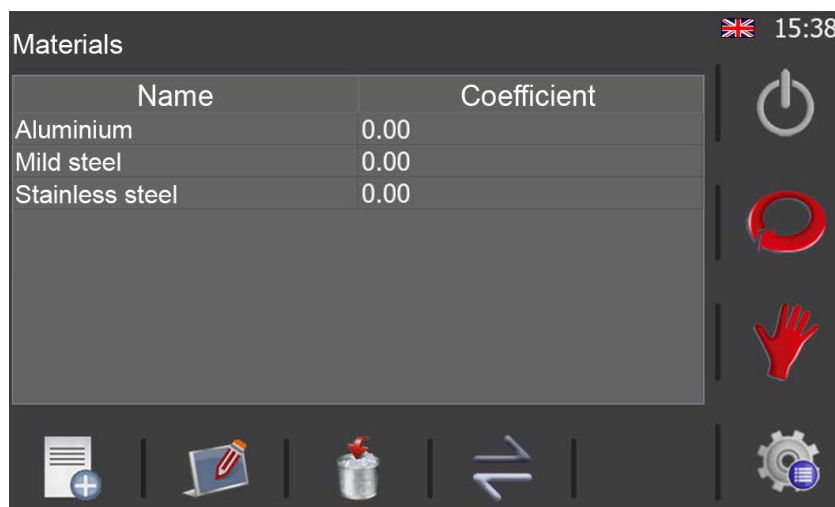 15:38
Materials
Name Coefficient
Aluminium 0.00
Mild steel 0.00
Stainless steel 0.00